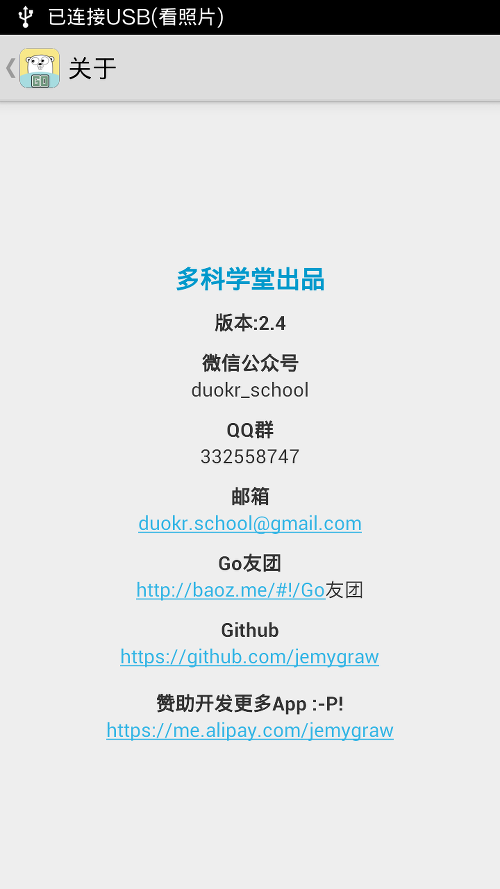 已连接USB(看照片)
关于
GO
多科学堂出品
版本:2.4
微信公众号
duokr_school
QQ群
332558747
邮箱
duokr.school@gmail.com
Go友团
http://baoz.me/#!/Go友团
Github
https://github.com/jemygraw
赞助开发更多App :-P!
https://me.alipay.com/jemygraw